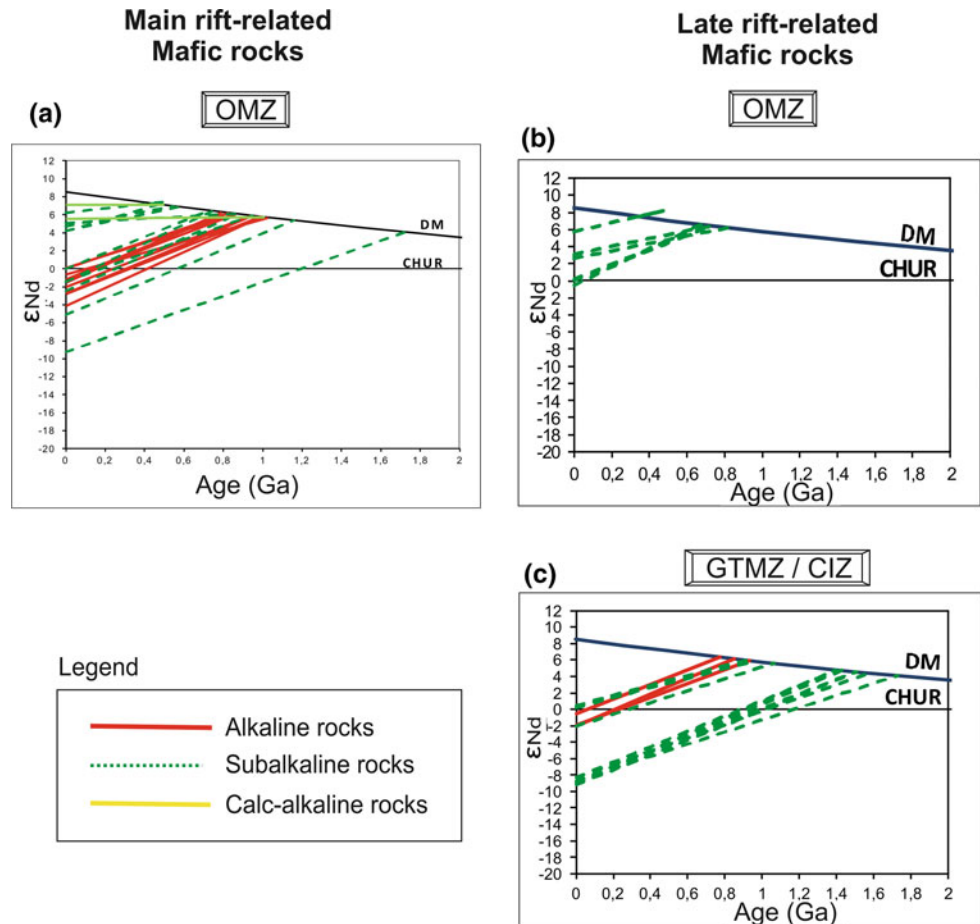 Main rift-related
Mafic rocks
Late rift-related
Mafic rocks
(a)
OMZ
12
10
8
6
4
2
0
-2
-4
-6
-8
-10
-12
-14
-16
-18
-20
εNd
DM
CHUR
0 0,2 0,4 0,6 0,8 1 1,2 1,4 1,6 1,8 2
Age (Ga)
(b)
OMZ
12
10
8
6
4
2
0
-2
-4
-6
-8
-10
-12
-14
-16
-18
-20
εNd
DM
CHUR
0 0,2 0,4 0,6 0,8 1 1,2 1,4 1,6 1,8 2
Age (Ga)
Legend
Alkaline rocks
Subalkaline rocks
Calc-alkaline rocks
(c)
GTMZ / CIZ
12
10
8
6
4
2
0
-2
-4
-6
-8
-10
-12
-14
-16
-18
-20
εNd
DM
CHUR
0 0,2 0,4 0,6 0,8 1 1,2 1,4 1,6 1,8 2
Age (Ga)